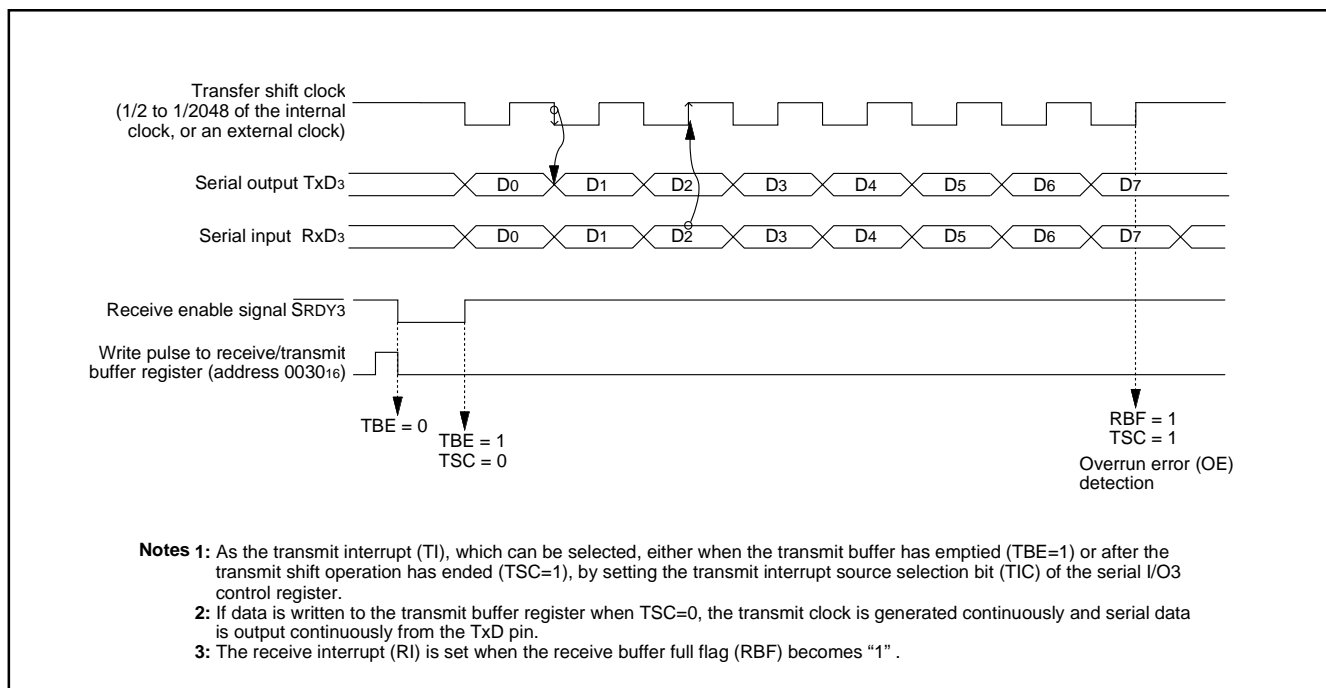 Transfer shift clock
(1/2 to 1/2048 of the internal
clock, or an external clock)
Serial output TxD3
D0 D1 D2 D3 D4 D5 D6 D7
Serial input RxD3
D0 D1 D2 D3 D4 D5 D6 D7
Receive enable signal SRDY3
Write pulse to receive/transmit
buffer register (address 003016)
TBE = 0
TBE = 1
TSC = 0
RBF = 1
TSC = 1
Overrun error (OE)
detection
Notes 1: As the transmit interrupt (TI), which can be selected, either when the transmit buffer has emptied (TBE=1) or after the
transmit shift operation has ended (TSC=1), by setting the transmit interrupt source selection bit (TIC) of the serial I/O3
control register.
2: If data is written to the transmit buffer register when TSC=0, the transmit clock is generated continuously and serial data
is output continuously from the TxD pin.
3: The receive interrupt (RI) is set when the receive buffer full flag (RBF) becomes “1” .